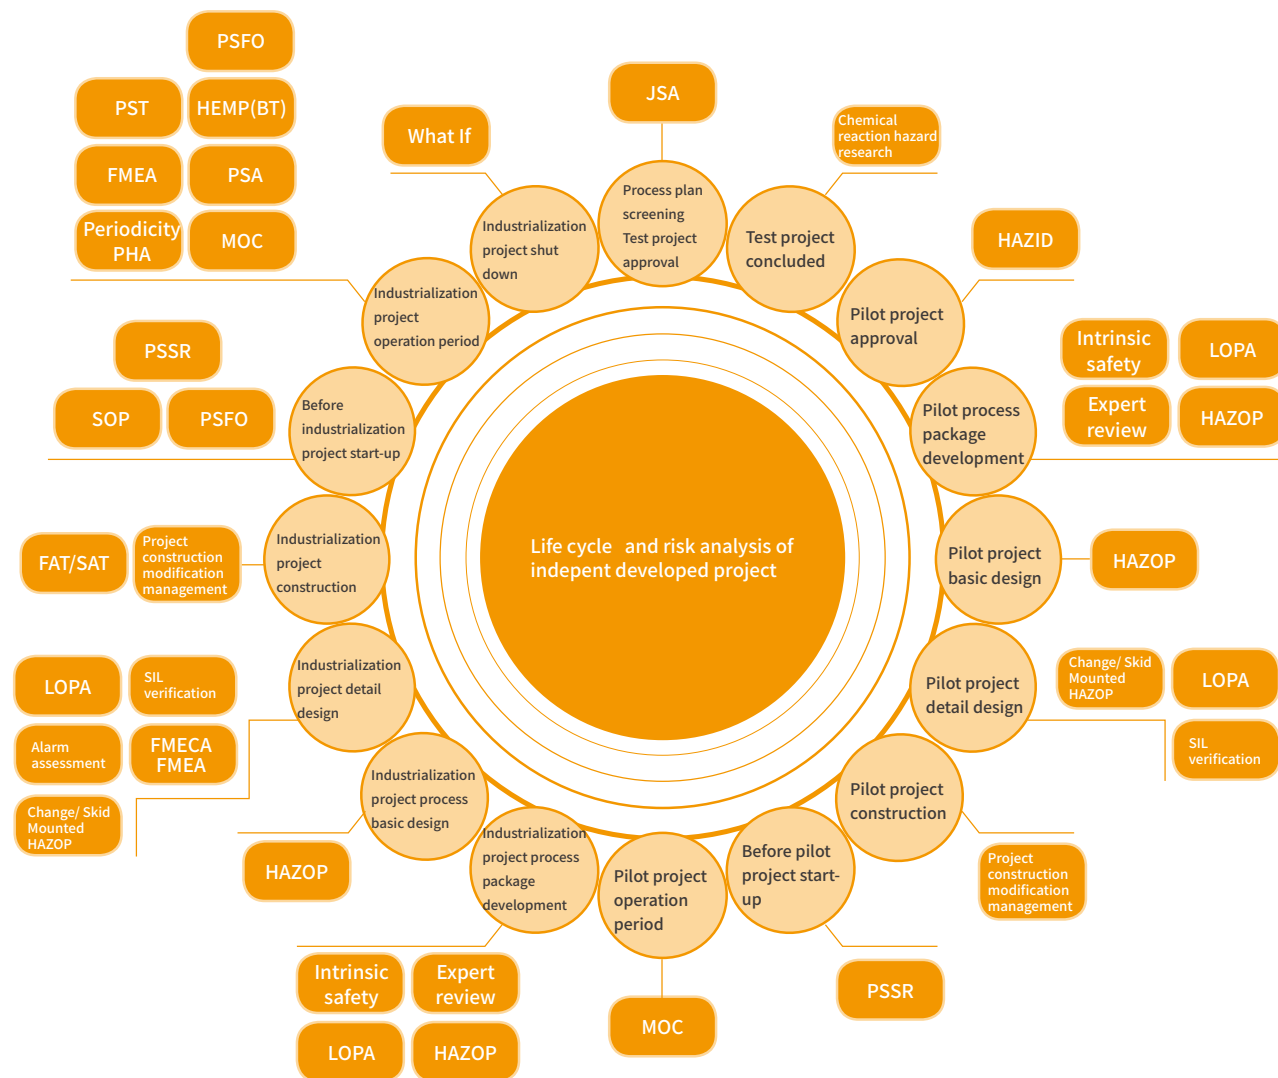 PSFO
PST
HEMP(BT)
FMEA
PSA
Periodicity
PHA
MOC
What If
JSA
Chemical
reaction hazard
research
HAZID
Intrinsic
safety
LOPA
Expert
review
HAZOP
PSSR
SOP
PSFO
Process plan
screening
Test project
approval
Test project
concluded
Pilot project
approval
Pilot process
package
development
Pilot project
basic design
HAZOP
Pilot project
detail design
Change/ Skid
Mounted
HAZOP
LOPA
SIL
verification
Pilot project
construction
Project
construction
modification
management
Before pilot
project start-
up
PSSR
Pilot project
operation
period
MOC
Industrialization
project process
package
development
Intrinsic
safety
Expert
review
LOPA
HAZOP
Industrialization
project process
basic design
HAZOP
Industrialization
project detail
design
LOPA
SIL
verification
Alarm
assessment
FMECA
FMEA
Change/ Skid
Mounted
HAZOP
Industrialization
project
construction
FAT/SAT
Project
construction
modification
management
Before
industrialization
project start-up
Industrialization
project
operation period
Industrialization
project shut
down
Life cycle and risk analysis of
indepent developed project